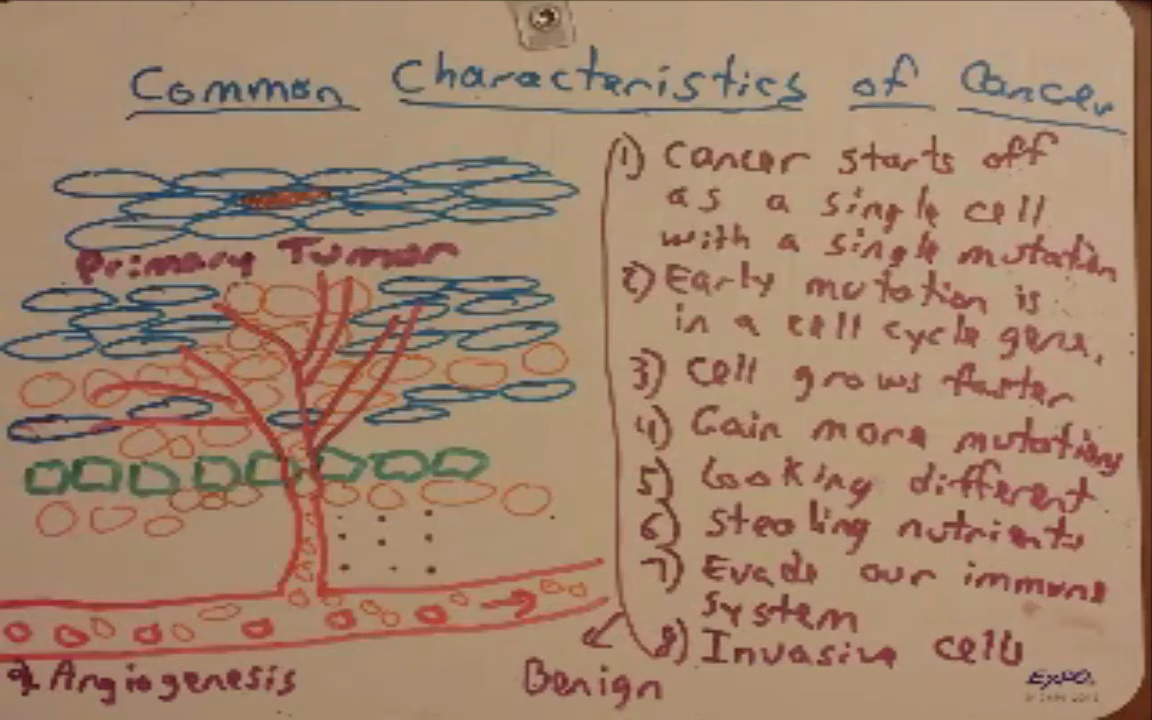 Common Characteristics of Cancer
1) Cancer starts off
as a single cell
with a single mutation
2) Early mutation is
in a cell cycle gene.
3) Cell grows faster
4) Gain more mutations
5) Looking different
6) Stealing nutrients
7) Evade our immune
System
8) Invasive cells
Primary Tumor
9) Angiogenesis
Benign
EXPO